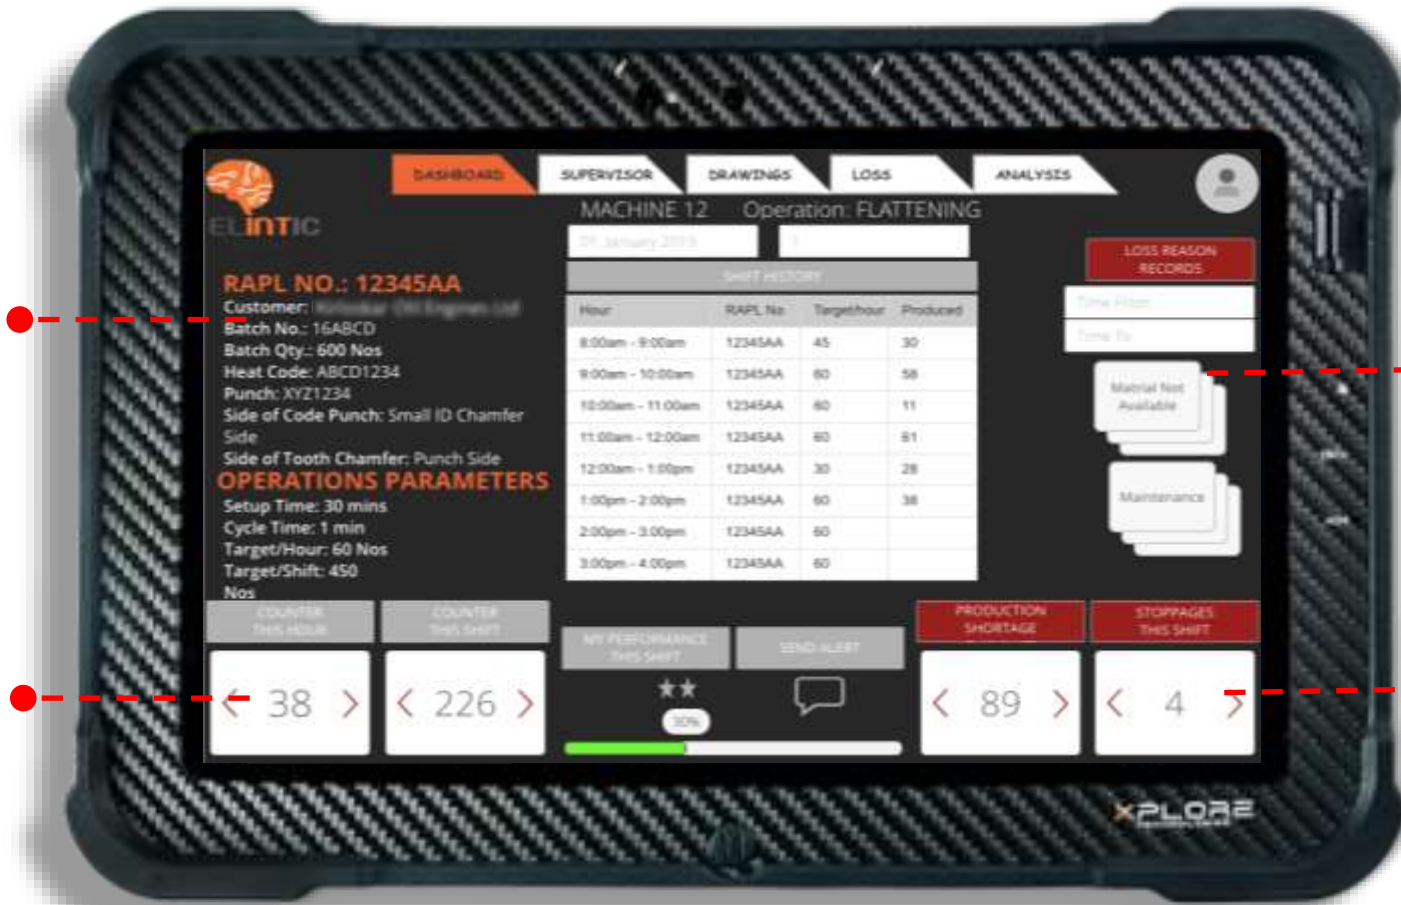 DASHBOARD
SUPERVISOR
DRAWINGS
LOSS
ANALYSIS
ELINTIC
MACHINE 12 Operation: FLATTENING
01, January 2019
1
LOSS REASON
RECORDS
Time From
Time To
Matrial Not
Available
Maintenance
RAPL NO.: 12345AA
Customer:
Batch No.: 16ABCD
Batch Qty.: 600 Nos
Heat Code: ABCD1234
Punch: XYZ1234
Side of Code Punch: Small ID Chamfer
Side
Side of Tooth Chamfer: Punch Side
OPERATIONS PARAMETERS
Setup Time: 30 mins
Cycle Time: 1 min
Target/Hour: 60 Nos
Target/Shift: 450
Nos
SHIFT HISTORY
Hour RAPL No Target/hour Produced
8:00am - 9:00am 12345AA 45 30
9:00am - 10:00am 12345AA 60 58
10:00am - 11:00am 12345AA 60 11
11:00am - 12:00am 12345AA 60 61
12:00am - 1:00pm 12345AA 30 28
1:00pm - 2:00pm 12345AA 60 38
2:00pm - 3:00pm 12345AA 60
3:00pm - 4:00pm 12345AA 60
COUNTER
THIS HOUR
38
COUNTER
THIS SHIFT
226
MY PERFORMANCE
THIS SHIFT
30%
SEND ALERT
PRODUCTION
SHORTAGE
89
STOPPAGES
THIS SHIFT
4
XPLORE